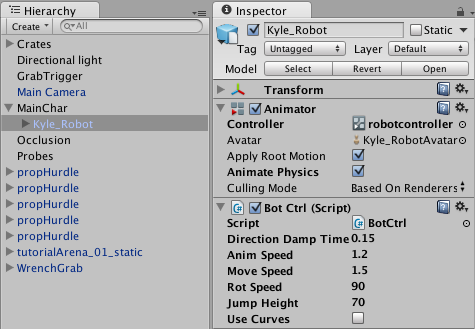 Hierarchy
Create
All
Crates
Directional light
GrabTrigger
Main Camera
MainChar
Kyle_Robot
Occlusion
Probes
propHurdle
propHurdle
propHurdle
propHurdle
propHurdle
tutorialArena_01_static
WrenchGrab
Inspector
Kyle_Robot
Static
Tag Untagged Layer Default
Model Select Revert Open
Transform
Animator
Controller robotcontroller
Avatar Kyle_RobotAvatar
Apply Root Motion
Animate Physics
Culling Mode Based On Renderers
Bot Ctrl (Script)
Script BotCtrl
Direction Damp Time 0.15
Anim Speed 1.2
Move Speed 1.5
Rot Speed 90
Jump Height 70
Use Curves